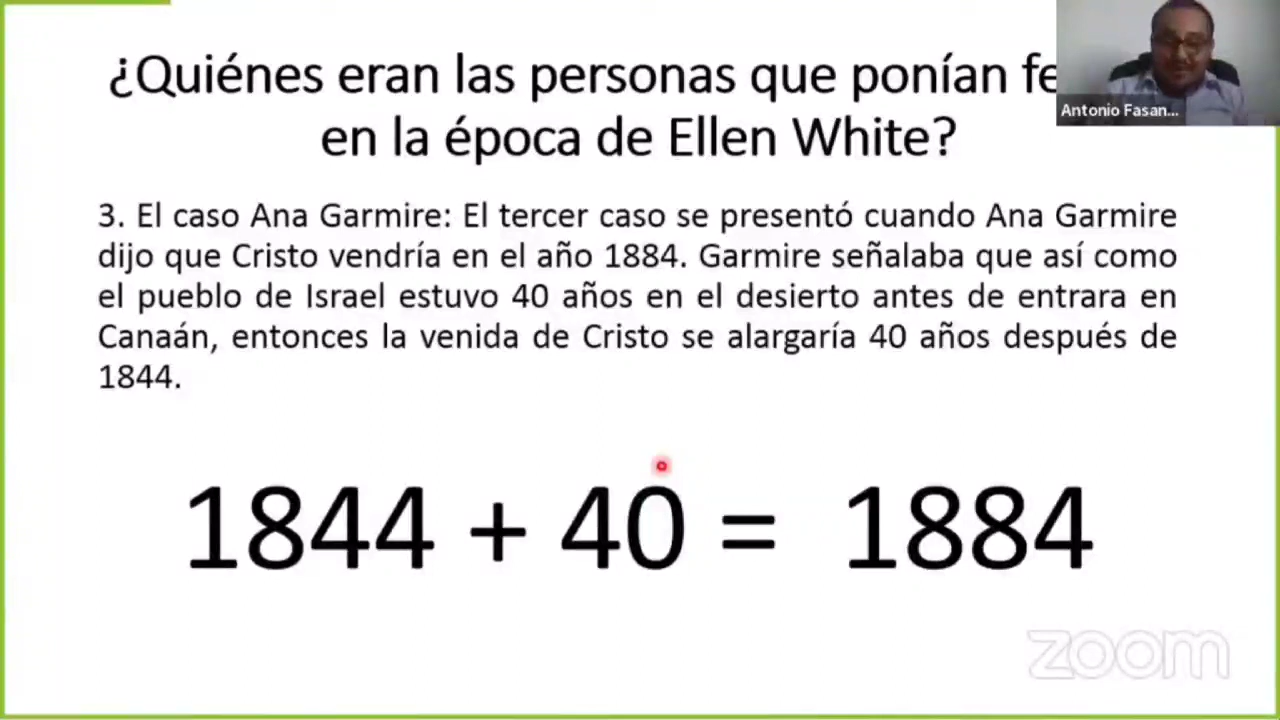 ¿Quiénes eran las personas que ponían fe
en la época de Ellen White?
Antonio Fasan...
3. El caso Ana Garmire: El tercer caso se presentó cuando Ana Garmire
dijo que Cristo vendría en el año 1884. Garmire señalaba que así como
el pueblo de Israel estuvo 40 años en el desierto antes de entrara en
Canaán, entonces la venida de Cristo se alargaría 40 años después de
1844.
1844 + 40 = 1884
zoom